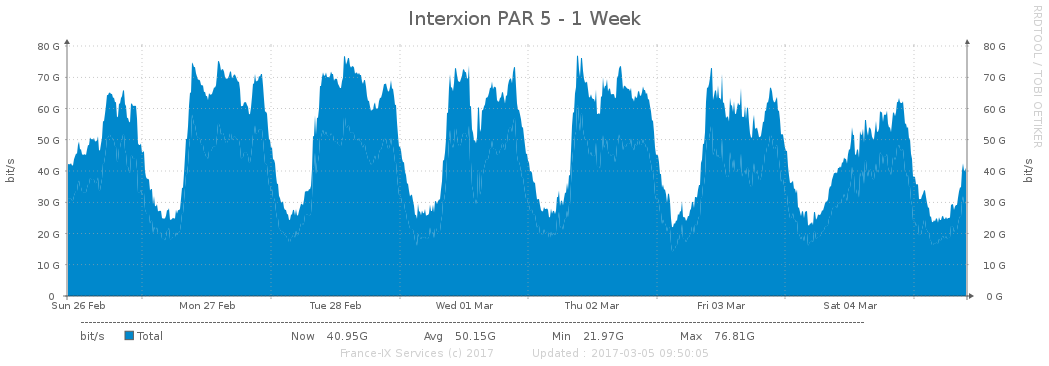 Interxion PAR 5 - 1 Week
RRDTOOL / TOBI OETIKER
bit/s
80 G 80 G
70 G 70 G
60 G 60 G
50 G 50 G
40 G 40 G
30 G 30 G
20 G 20 G
10 G 10 G
0 0 G
bit/s
Sun 26 Feb Mon 27 Feb Tue 28 Feb Wed 01 Mar Thu 02 Mar Fri 03 Mar Sat 04 Mar
bit/s Total Now 40.95G Avg 50.15G Min 21.97G Max 76.81G
France-IX Services (c) 2017 Updated : 2017-03-05 09:50:05